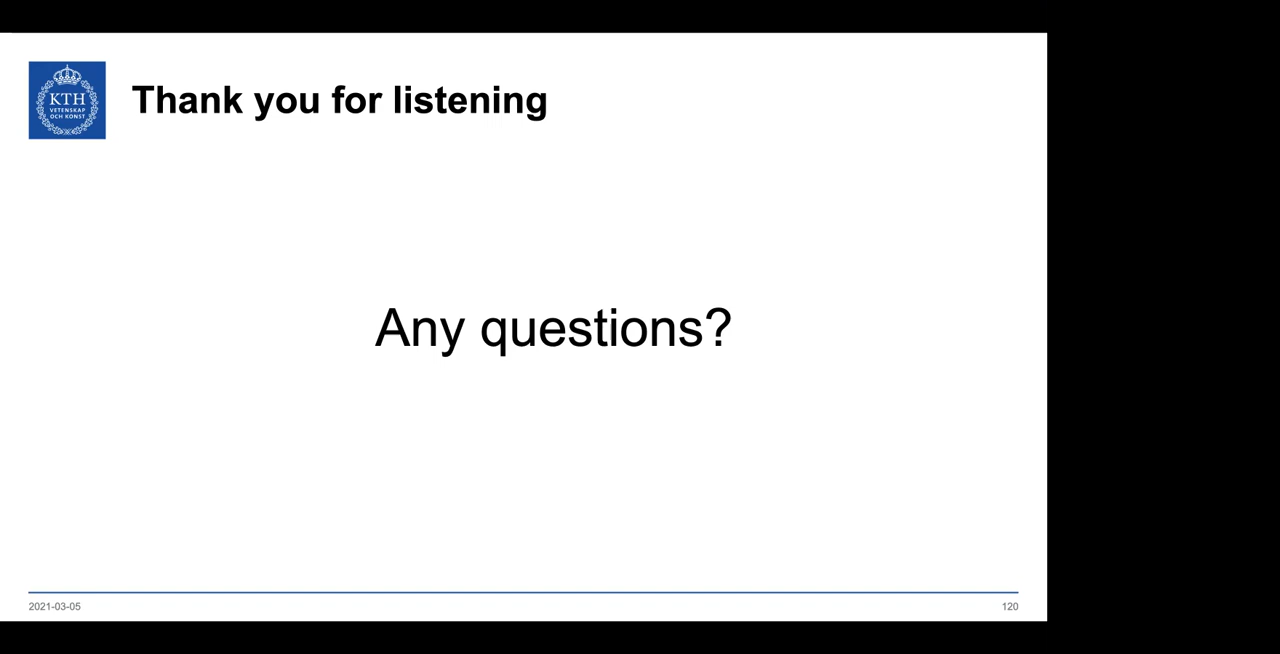 KTH
VETENSKAP
OCH KONST
Thank you for listening
Any questions?
2021-03-05
120